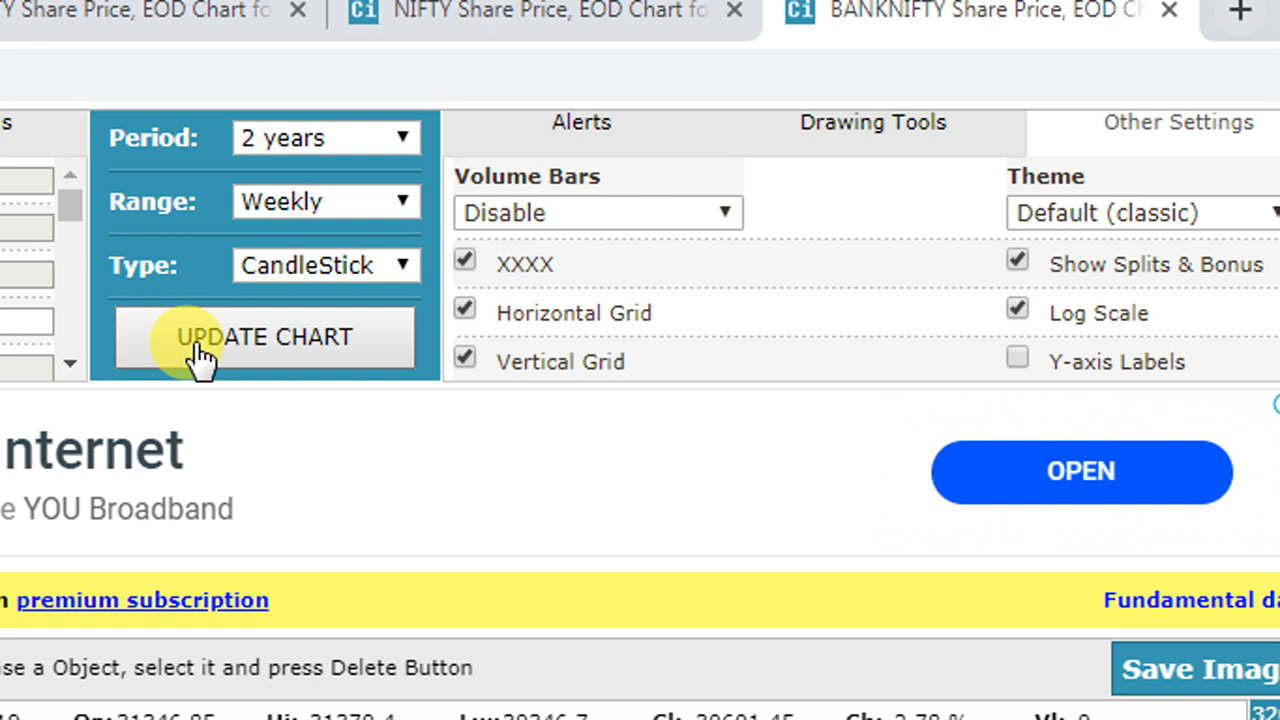 Y Share Price, EOD Chart fo
Ci NIFTY Share Price, EOD Chart fo
Ci BANKNIFTY Share Price, EOD Ch
s
Period: 2 years
Range: Weekly
Type: CandleStick
UPDATE CHART
Alerts
Drawing Tools
Other Settings
Volume Bars
Disable
XXXX
Horizontal Grid
Vertical Grid
Theme
Default (classic)
Show Splits & Bonus
Log Scale
Y-axis Labels
nternet
e YOU Broadband
OPEN
n premium subscription
Fundamental da
ase a Object, select it and press Delete Button
Save Imag